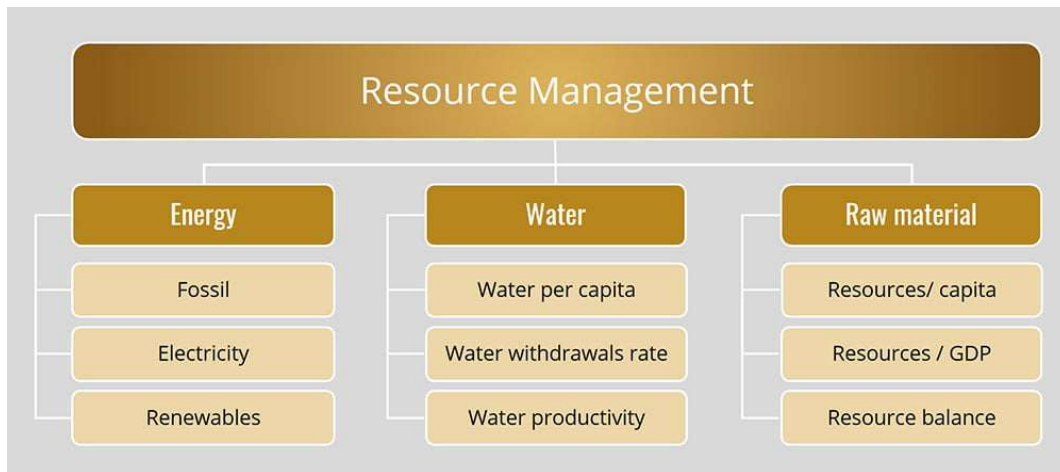 Resource Management
Energy
Fossil
Electricity
Renewables
Water
Water per capita
Water withdrawals rate
Water productivity
Raw material
Resources/ capita
Resources / GDP
Resource balance